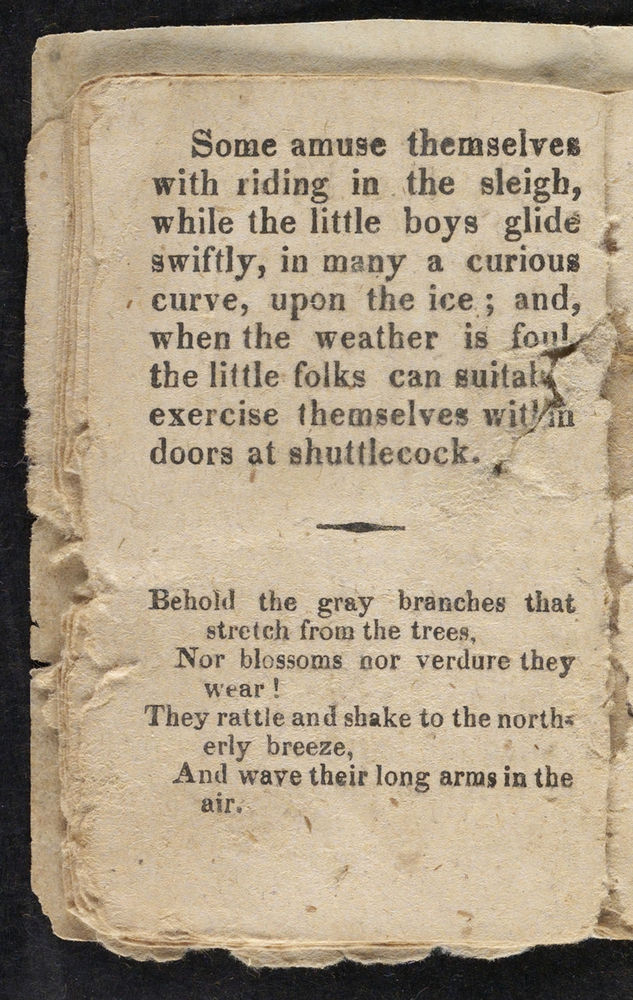 Some amuse themselves
with riding in the sleigh,
while the little boys glide
swiftly, in many a curious
curve, upon the ice ; and,
when the weather is foul
the little folks can
exercise themselves within
doors at shuttlecock.
Behold the gray branches that
stretch from the trees,
Nor blossoms nor verdure they
wear !
They rattle and shake to the north-
erly breeze,
And wave their long arms in the
air.